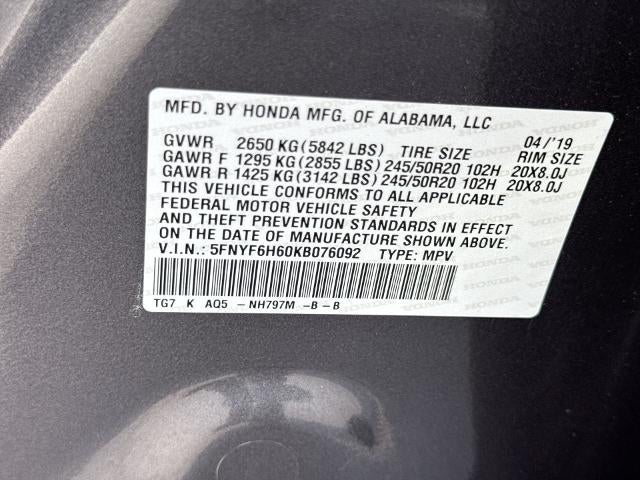 MFD. BY HONDA MFG. OF ALABAMA, LLC
GVWR 2650 KG (5842 LBS) TIRE SIZE 04/'19 RIM SIZE
GAWR F 1295 KG (2855 LBS) 245/50R20 102H 20X8.0J
GAWR R 1425 KG (3142 LBS) 245/50R20 102H 20X8.0J
THIS VEHICLE CONFORMS TO ALL APPLICABLE
FEDERAL MOTOR VEHICLE SAFETY
AND THEFT PREVENTION STANDARDS IN EFFECT
ON THE DATE OF MANUFACTURE SHOWN ABOVE.
V.I.N.: 5FNYF6H60KB076092 TYPE: MPV
TG7 K AQ5 -NH797M -B-B